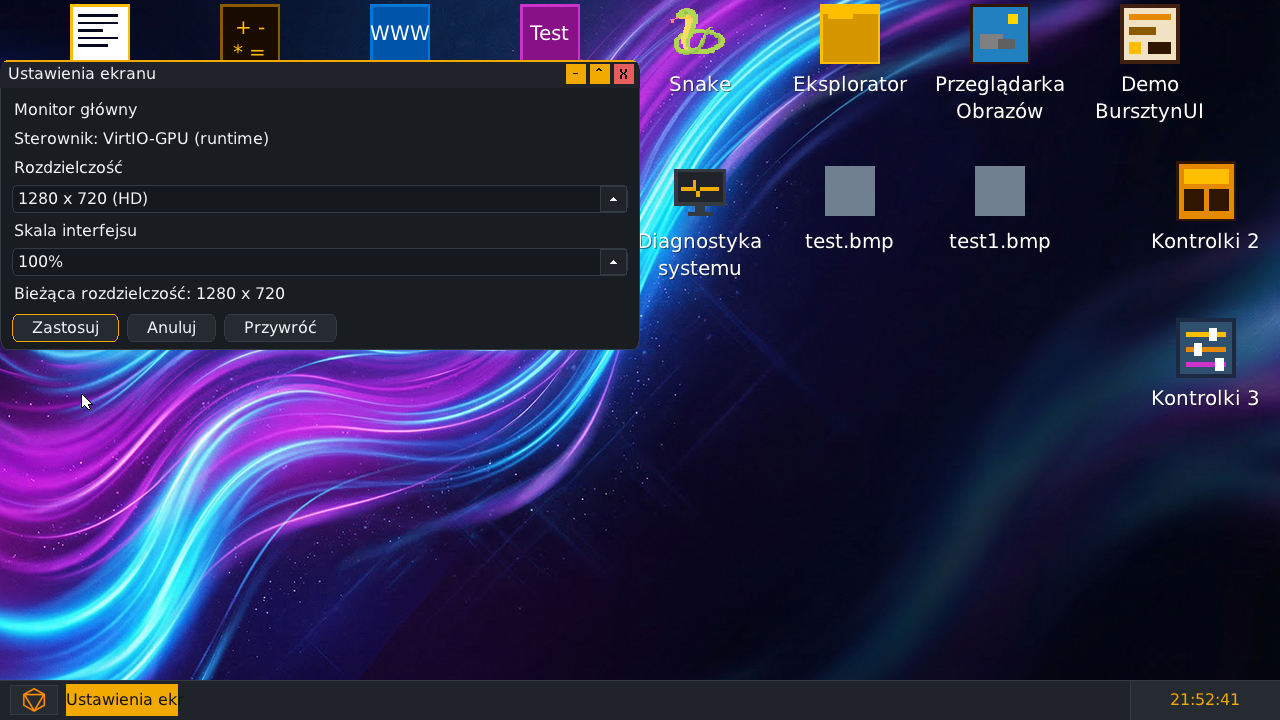 + -
* =
WWW
Test
Snake
Eksplorator
Przeglądarka
Obrazów
Demo
BursztynUI
Ustawienia ekranu
- ^ X
Monitor główny
Sterownik: VirtIO-GPU (runtime)
Rozdzielczość
1280 x 720 (HD)
Skala interfejsu
100%
Bieżąca rozdzielczość: 1280 x 720
Zastosuj
Anuluj
Przywróć
Diagnostyka
systemu
test.bmp
test1.bmp
Kontrolki 2
Kontrolki 3
Ustawienia ekr
21:52:41